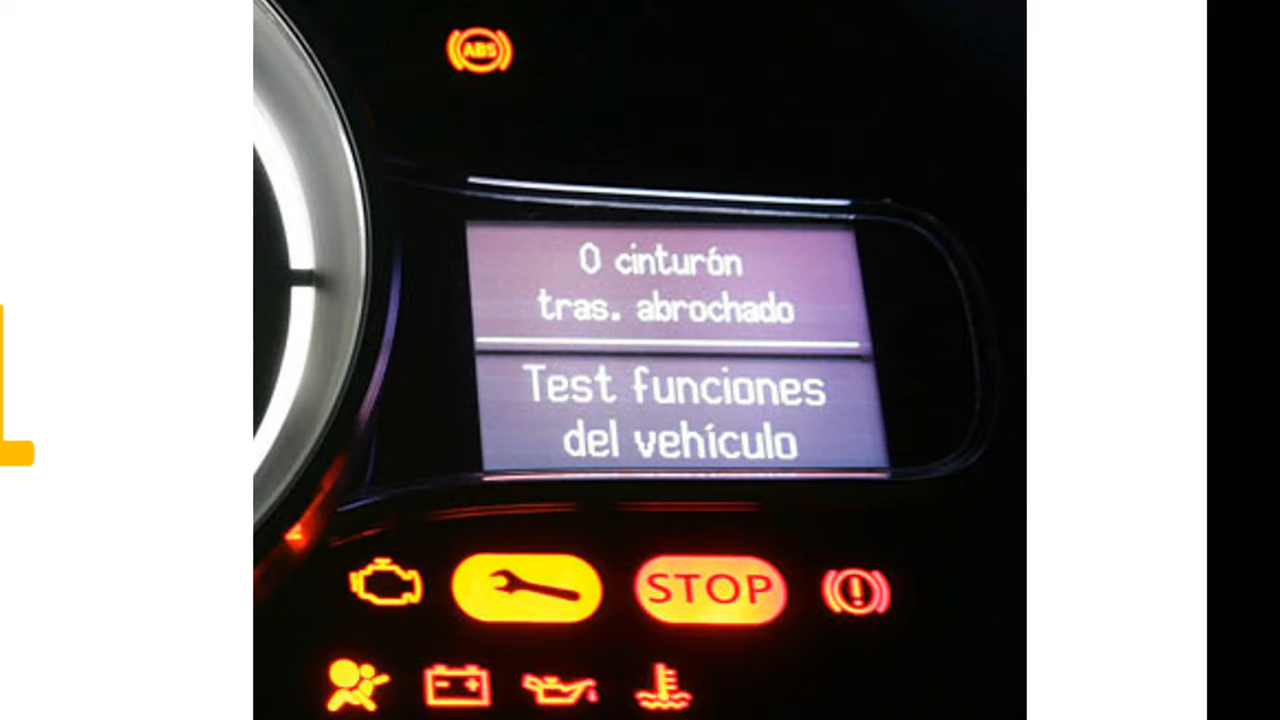 ABS
0 cinturón
tras. abrochado
Test funciones
del vehículo
STOP